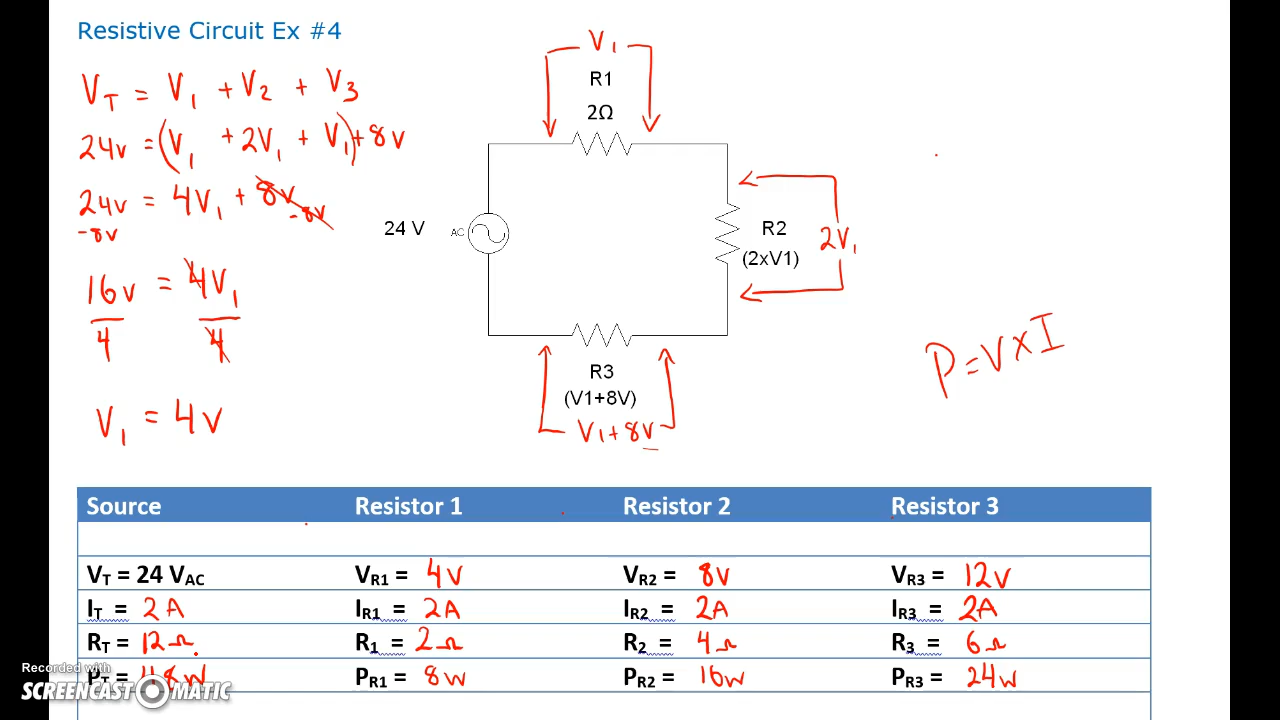 Resistive Circuit Ex #4
V1
R1
2Ω
VT = V1 + V2 + V3
24v = (V1 + 2V1 + V1) + 8v
24v = 4V1 + 8v
-8v -8v
16v = 4V1
4 4
V1 = 4v
24 V
AC
R2
(2xV1)
2V1
R3
(V1+8V)
V1 + 8v
P = V x I
Source Resistor 1 Resistor 2 Resistor 3
VT = 24 VAC VR1 = 4v VR2 = 8v VR3 = 12v
IT = 2A IR1 = 2A IR2 = 2A IR3 = 2A
RT = 12Ω R1 = 2Ω R2 = 4Ω R3 = 6Ω
PT = 48w PR1 = 8w PR2 = 16w PR3 = 24w
Recorded with
SCREENCAST MATIC